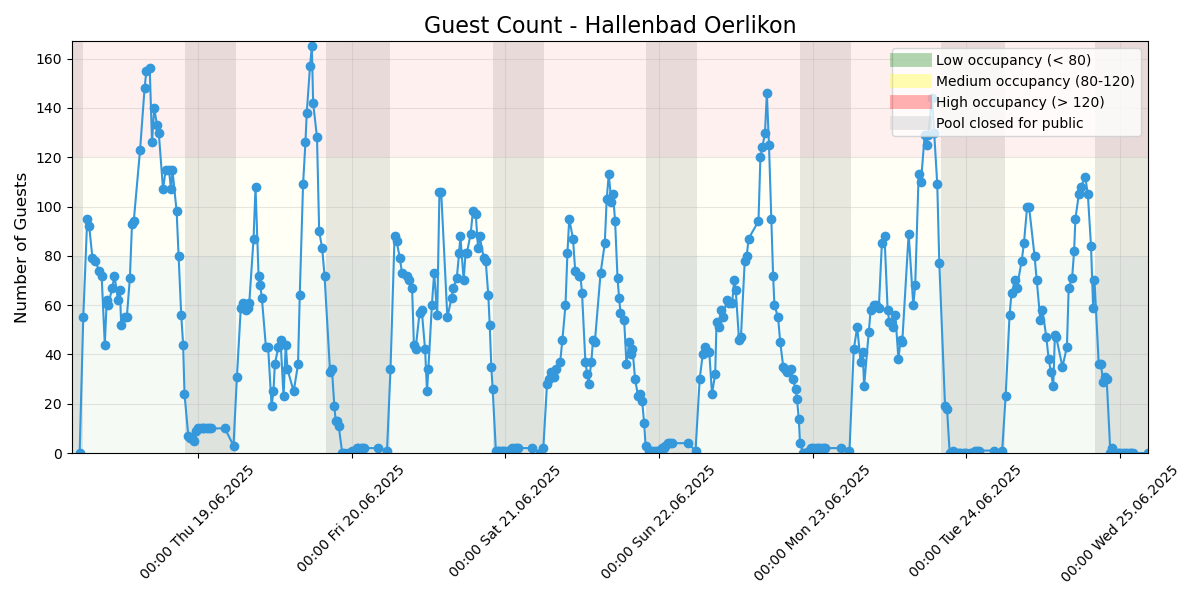 Guest Count - Hallenbad Oerlikon
Number of Guests
160
140
120
100
80
60
40
20
0
Low occupancy (< 80)
Medium occupancy (80-120)
High occupancy (> 120)
Pool closed for public
00:00 Thu 19.06.2025
00:00 Fri 20.06.2025
00:00 Sat 21.06.2025
00:00 Sun 22.06.2025
00:00 Mon 23.06.2025
00:00 Tue 24.06.2025
00:00 Wed 25.06.2025